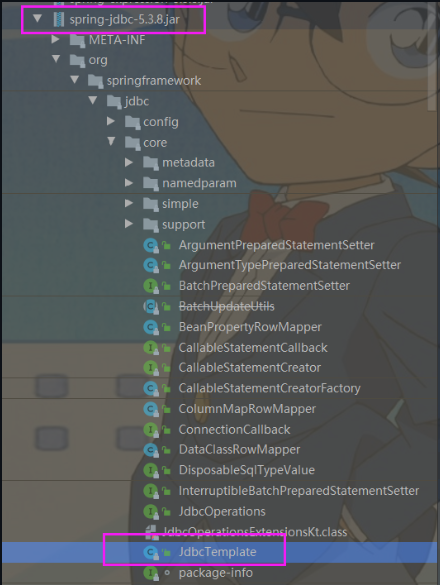 spring-jdbc-5.3.8.jar
META-INF
org
springframework
jdbc
config
core
metadata
namedparam
simple
support
ArgumentPreparedStatementSetter
ArgumentTypePreparedStatementSetter
BatchPreparedStatementSetter
BatchUpdateUtils
BeanPropertyRowMapper
CallableStatementCallback
CallableStatementCreator
CallableStatementCreatorFactory
ColumnMapRowMapper
ConnectionCallback
DataClassRowMapper
DisposableSqlTypeValue
InterruptibleBatchPreparedStatementSetter
JdbcOperations
JdbcOperationsExtensionsKt.class
JdbcTemplate
package-info